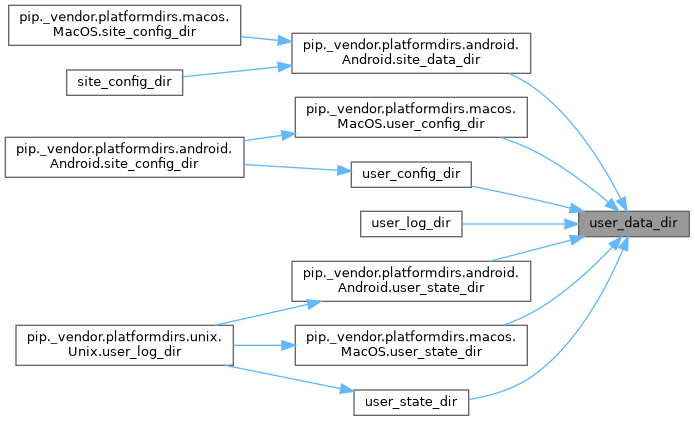 pip._vendor.platformdirs.macos.
MacOS.site_config_dir
pip._vendor.platformdirs.android.
Android.site_data_dir
site_config_dir
pip._vendor.platformdirs.macos.
MacOS.user_config_dir
pip._vendor.platformdirs.android.
Android.site_config_dir
user_config_dir
user_log_dir
user_data_dir
pip._vendor.platformdirs.android.
Android.user_state_dir
pip._vendor.platformdirs.unix.
Unix.user_log_dir
pip._vendor.platformdirs.macos.
MacOS.user_state_dir
user_state_dir